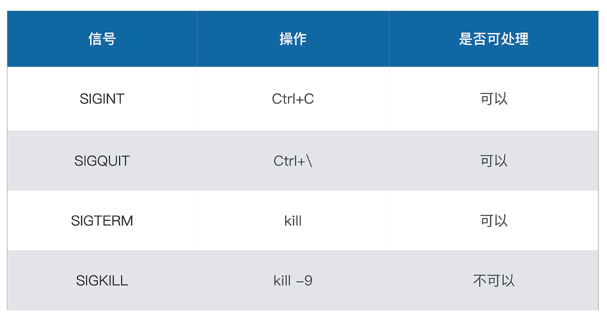 信号 操作 是否可处理
SIGINT Ctrl+C 可以
SIGQUIT Ctrl+\ 可以
SIGTERM kill 可以
SIGKILL kill -9 不可以